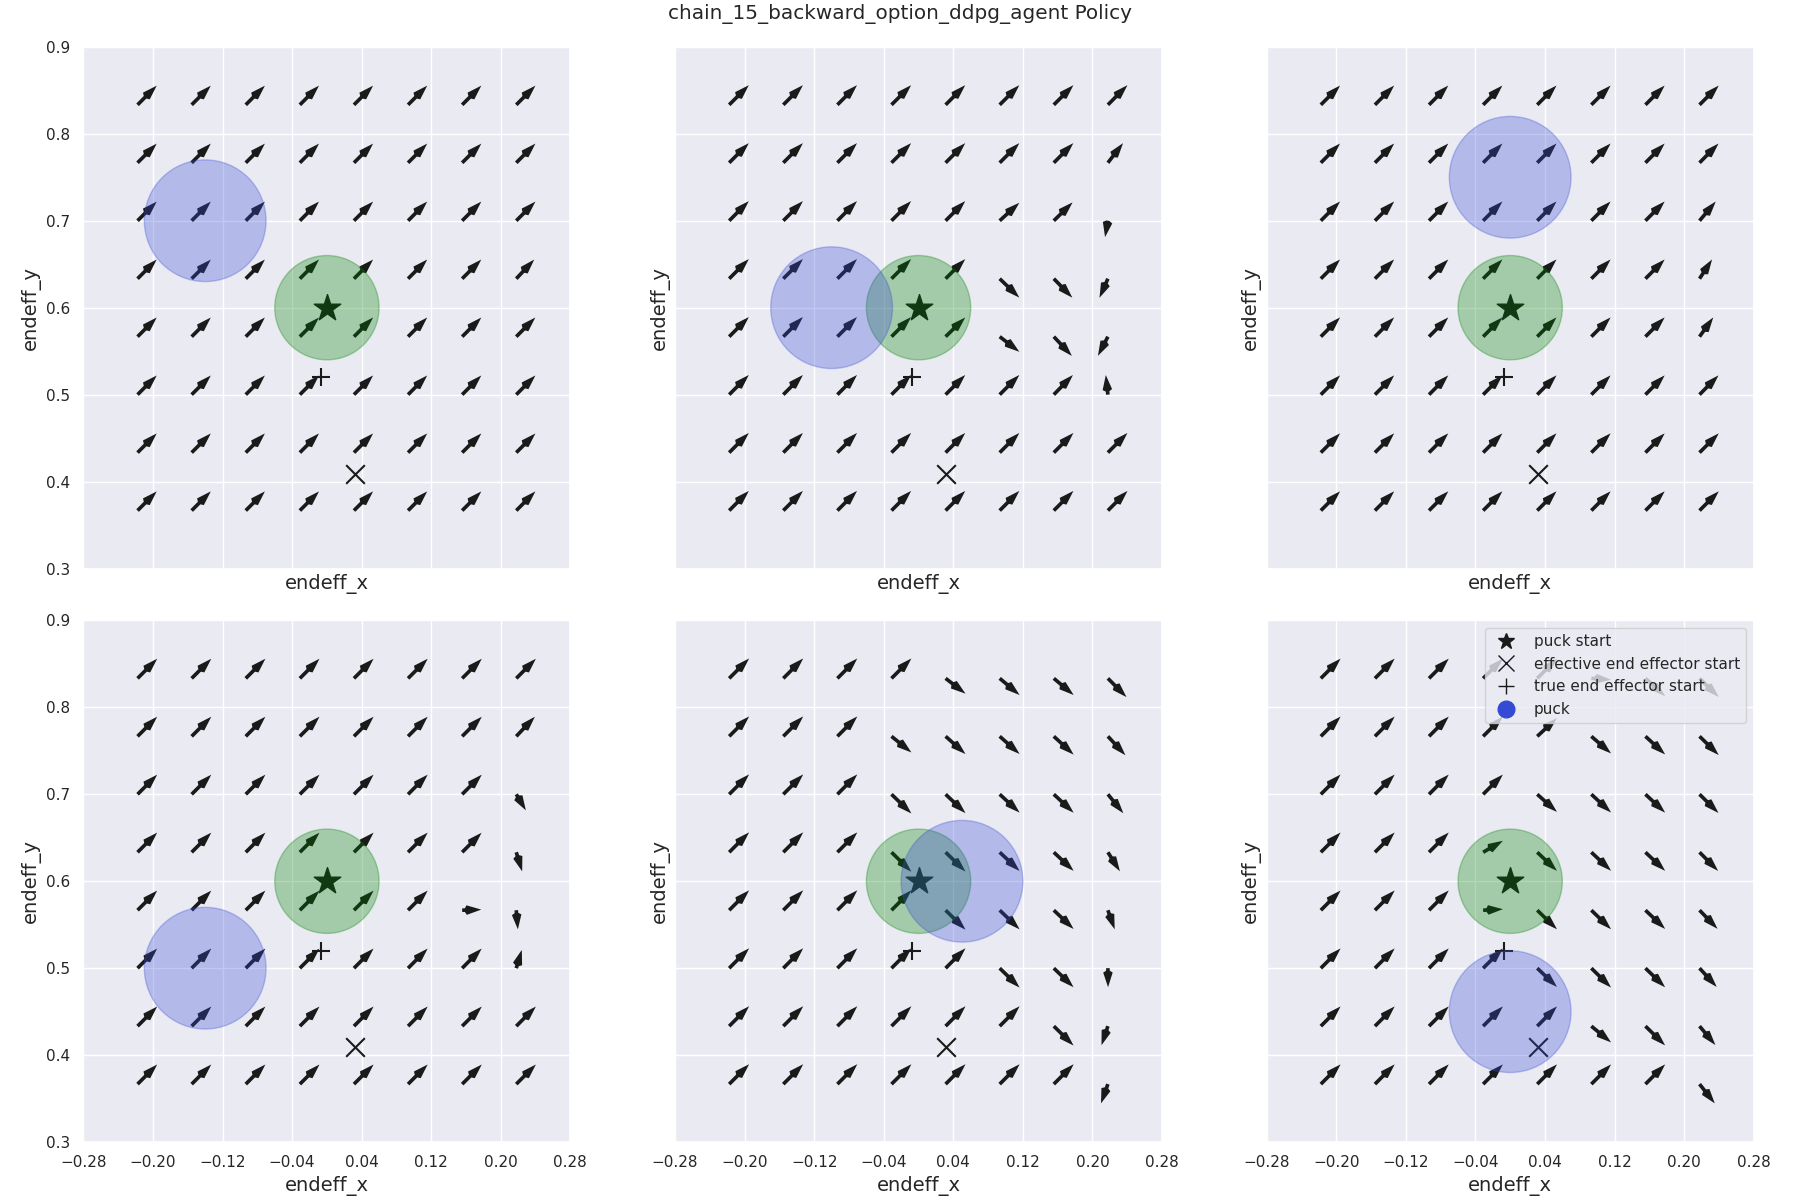 chain_15_backward_option_ddpg_agent Policy
0.9
0.8
0.7
0.6
0.5
0.4
0.3
endeff_y
endeff_x
endeff_y
endeff_x
endeff_y
endeff_x
0.9
0.8
0.7
0.6
0.5
0.4
0.3
endeff_y
−0.28 −0.20 −0.12 −0.04 0.04 0.12 0.20 0.28
endeff_x
endeff_y
−0.28 −0.20 −0.12 −0.04 0.04 0.12 0.20 0.28
endeff_x
puck start
effective end effector start
true end effector start
puck
endeff_y
−0.28 −0.20 −0.12 −0.04 0.04 0.12 0.20 0.28
endeff_x